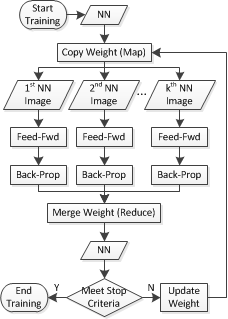 Start
Training
NN
Copy Weight (Map)
1st NN
Image
2nd NN
Image
...
kth NN
Image
Feed-Fwd
Feed-Fwd
Feed-Fwd
Back-Prop
Back-Prop
Back-Prop
Merge Weight (Reduce)
NN
End
Training
Y
Meet Stop
Criteria
N
Update
Weight